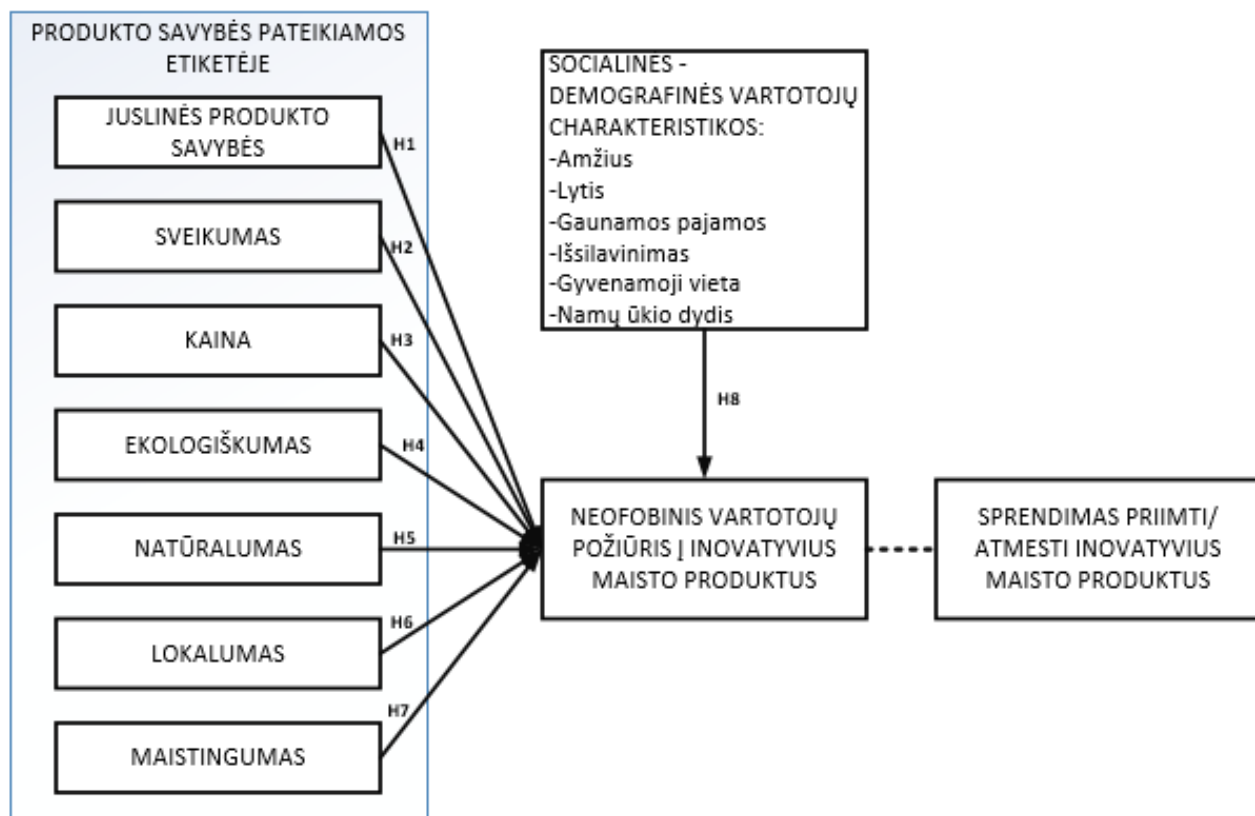 PRODUKTO SAVYBĖS PATEIKIAMOS
ETIKETĖJE
JUSLINĖS PRODUKTO
SAVYBĖS
H1
SVEIKUMAS
H2
KAINA
H3
EKOLOGIŠKUMAS
H4
NATŪRALUMAS
H5
LOKALUMAS
H6
MAISTINGUMAS
H7
SOCIALINĖS -
DEMOGRAFINĖS VARTOTOJŲ
CHARAKTERISTIKOS:
-Amžius
-Lytis
-Gaunamos pajamos
-Išsilavinimas
-Gyvenamoji vieta
-Namų ūkio dydis
H8
NEOFOBINIS VARTOTOJŲ
POŽIŪRIS Į INOVATYVIUS
MAISTO PRODUKTUS
SPRENDIMAS PRIIMTI/
ATMESTI INOVATYVIUS
MAISTO PRODUKTUS